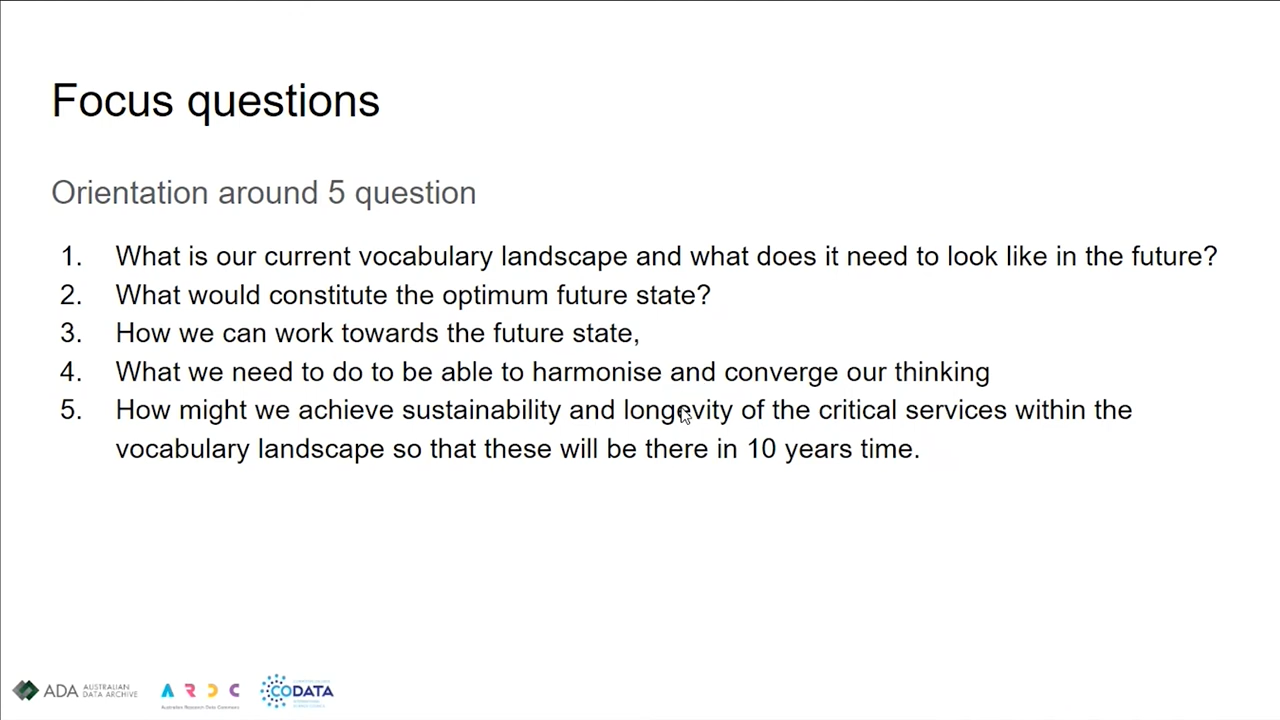 Focus questions
Orientation around 5 question
1. What is our current vocabulary landscape and what does it need to look like in the future?
2. What would constitute the optimum future state?
3. How we can work towards the future state,
4. What we need to do to be able to harmonise and converge our thinking
5. How might we achieve sustainability and longevity of the critical services within the
vocabulary landscape so that these will be there in 10 years time.
ADA AUSTRALIAN
DATA ARCHIVE
ARDC
Australian Research Data Commons
CODATA